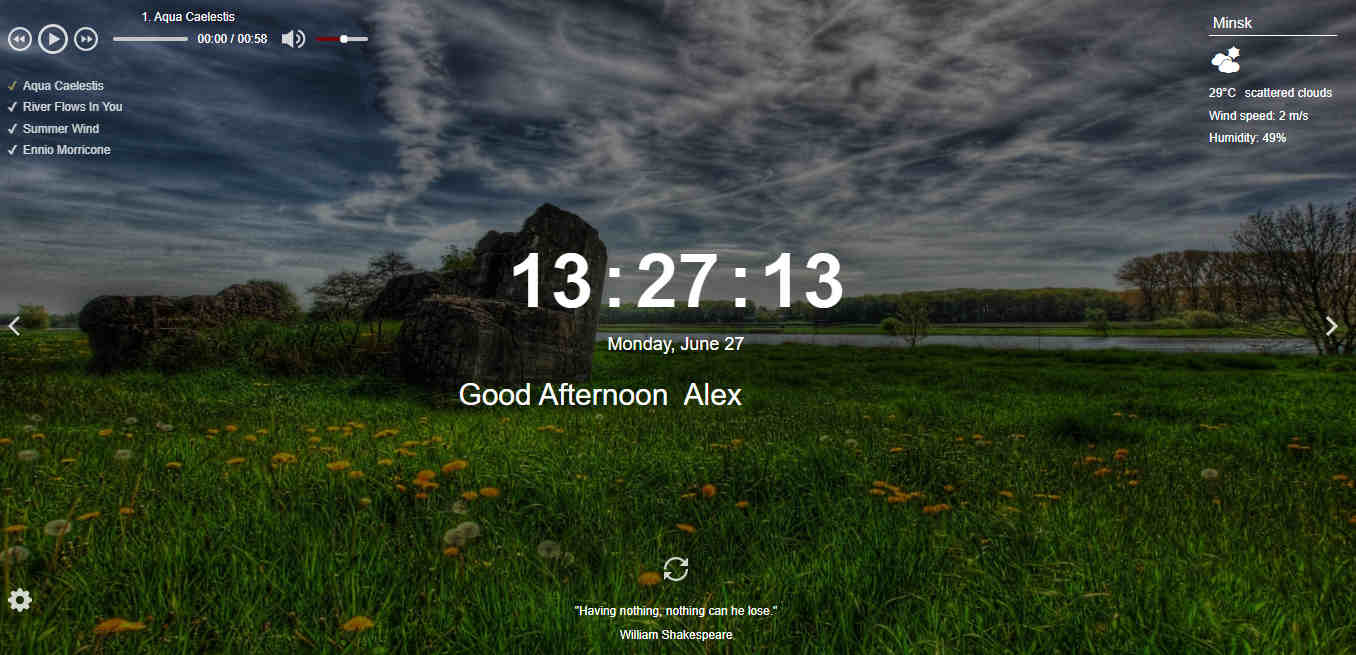 1. Aqua Caelestis
00:00 / 00:58
Aqua Caelestis
River Flows In You
Summer Wind
Ennio Morricone
Minsk
29°C scattered clouds
Wind speed: 2 m/s
Humidity: 49%
13:27:13
Monday, June 27
Good Afternoon Alex
"Having nothing, nothing can he lose."
William Shakespeare